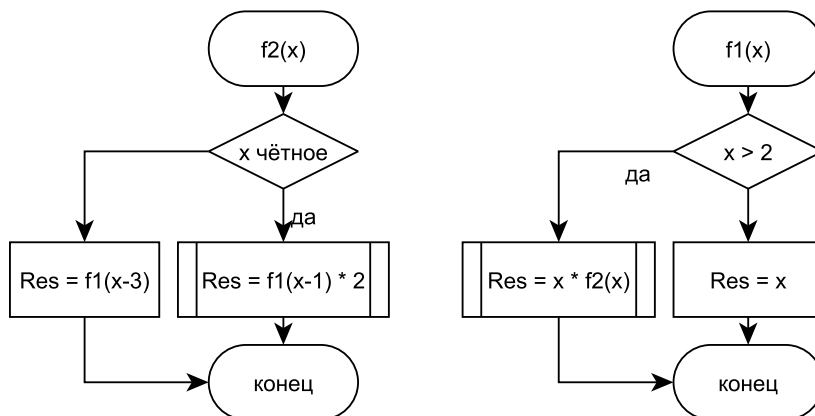 f2(x)
x чётное
да
Res = f1(x-3)
Res = f1(x-1) * 2
конец
f1(x)
x > 2
да
Res = x * f2(x)
Res = x
конец